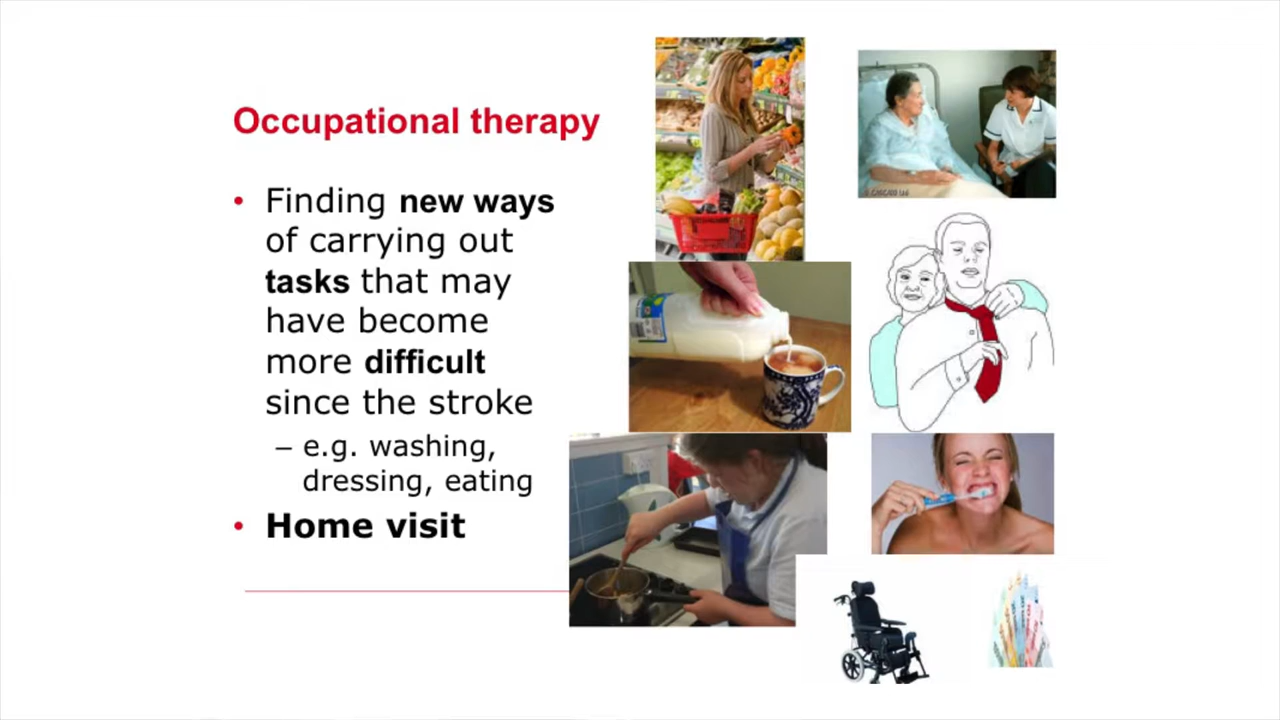 Occupational therapy
• Finding new ways
of carrying out
tasks that may
have become
more difficult
since the stroke
– e.g. washing,
dressing, eating
• Home visit